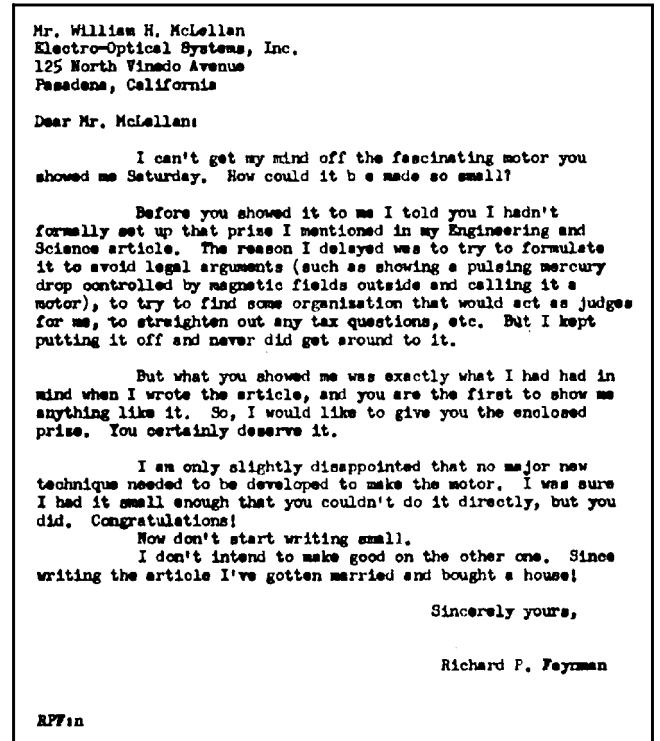 Mr. William H. McLellan
Electro-Optical Systems, Inc.
125 North Vinedo Avenue
Pasadena, California
Dear Mr. McLellan:
I can't get my mind off the fascinating motor you
showed me Saturday. How could it b e made so small?
Before you showed it to me I told you I hadn't
formally set up that prize I mentioned in my Engineering and
Science article. The reason I delayed was to try to formulate
it to avoid legal arguments (such as showing a pulsing mercury
drop controlled by magnetic fields outside and calling it a
motor), to try to find some organization that would act as judges
for me, to straighten out any tax questions, etc. But I kept
putting it off and never did get around to it.
But what you showed me was exactly what I had had in
mind when I wrote the article, and you are the first to show me
anything like it. So, I would like to give you the enclosed
prize. You certainly deserve it.
I am only slightly disappointed that no major new
technique needed to be developed to make the motor. I was sure
I had it small enough that you couldn't do it directly, but you
did. Congratulations!
Now don't start writing small.
I don't intend to make good on the other one. Since
writing the article I've gotten married and bought a house!
Sincerely yours,
Richard P. Feynman
RPF:n